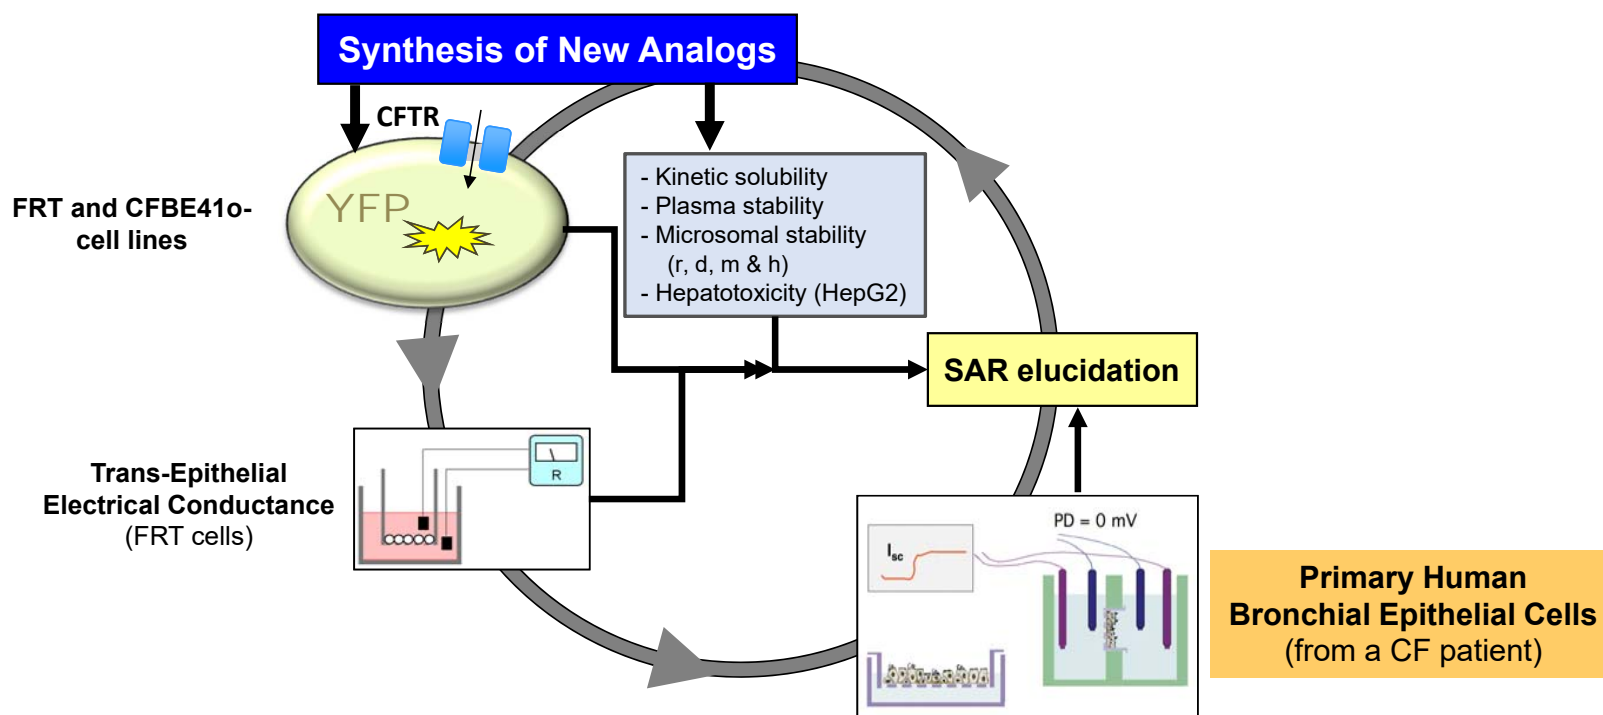 Synthesis of New Analogs
CFTR
YFP
FRT and CFBE41o-
cell lines
- Kinetic solubility
- Plasma stability
- Microsomal stability
(r, d, m & h)
- Hepatotoxicity (HepG2)
SAR elucidation
Trans-Epithelial
Electrical Conductance
(FRT cells)
R
PD = 0 mV
Isc
Primary Human
Bronchial Epithelial Cells
(from a CF patient)